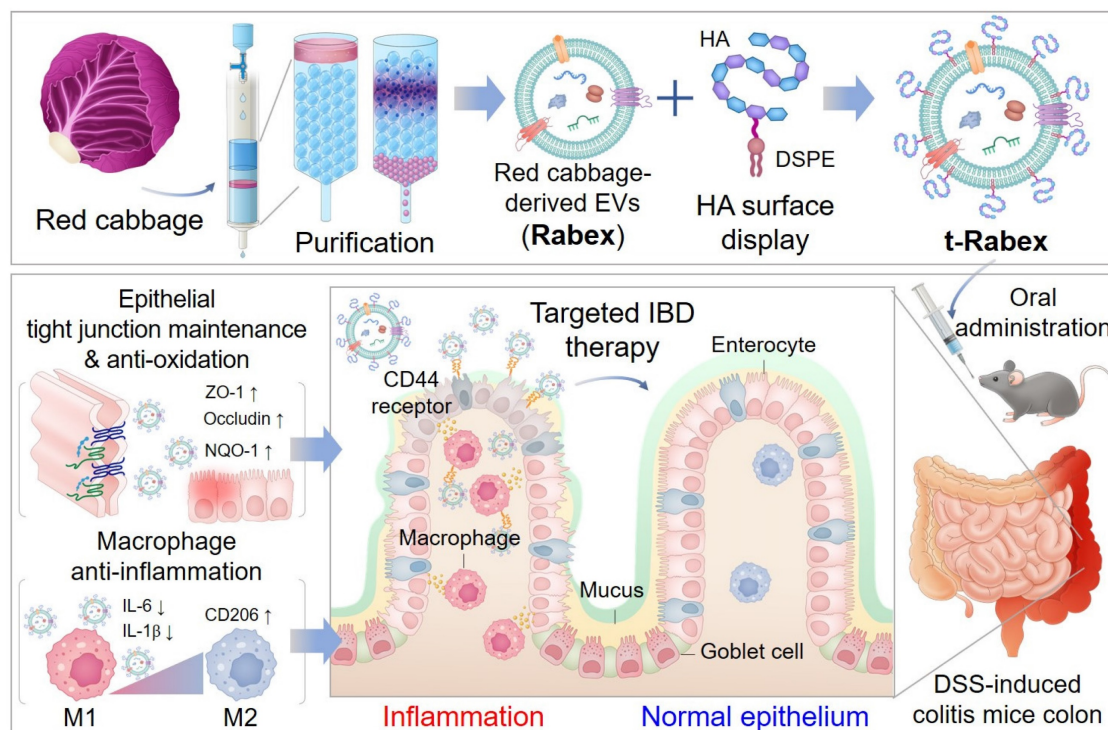 Red cabbage
Purification
Red cabbage-
derived EVs
(Rabex)
HA
DSPE
HA surface
display
t-Rabex
Epithelial
tight junction maintenance
& anti-oxidation
ZO-1 ↑
Occludin ↑
NQO-1 ↑
Macrophage
anti-inflammation
IL-6 ↓
IL-1β ↓
CD206 ↑
M1
M2
Targeted IBD
therapy
CD44
receptor
Enterocyte
Macrophage
Mucus
Goblet cell
Inflammation
Normal epithelium
Oral
administration
DSS-induced
colitis mice colon